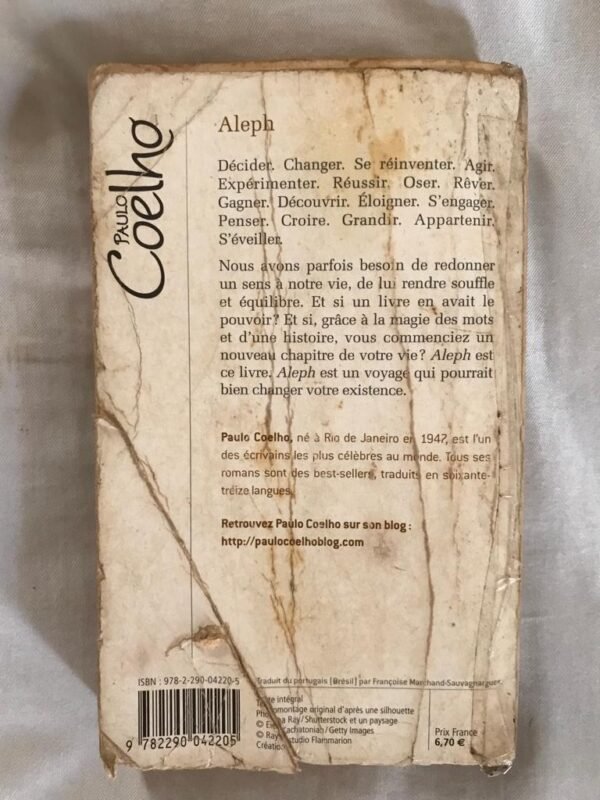 PAULO
Coelho
Aleph
Décider. Changer. Se réinventer. Agir.
Expérimenter. Réussir. Oser. Rêver.
Gagner. Découvrir. Éloigner. S'engager.
Penser. Croire. Grandir. Appartenir.
S'éveiller.
Nous avons parfois besoin de redonner
un sens à notre vie, de lui rendre souffle
et équilibre. Et si un livre en avait le
pouvoir? Et si, grâce à la magie des mots
et d'une histoire, vous commenciez un
nouveau chapitre de votre vie? Aleph est
ce livre. Aleph est un voyage qui pourrait
bien changer votre existence.
Paulo Coelho, né à Rio de Janeiro en 1947, est l'un
des écrivains les plus célèbres au monde. Tous ses
romans sont des best-sellers, traduits en soixante-
treize langues.
Retrouvez Paulo Coelho sur son blog :
http://paulocoelhoblog.com
ISBN : 978-2-290-04220-5
Traduit du portugais (Brésil) par Françoise Marchand-Sauvagnargues
intégral
original d'après une silhouette
Ray/Shutterstock et un paysage
©
/Getty Images
© Ray studio Flammarion
Création
9 782290 042205
Prix France
6,70 €